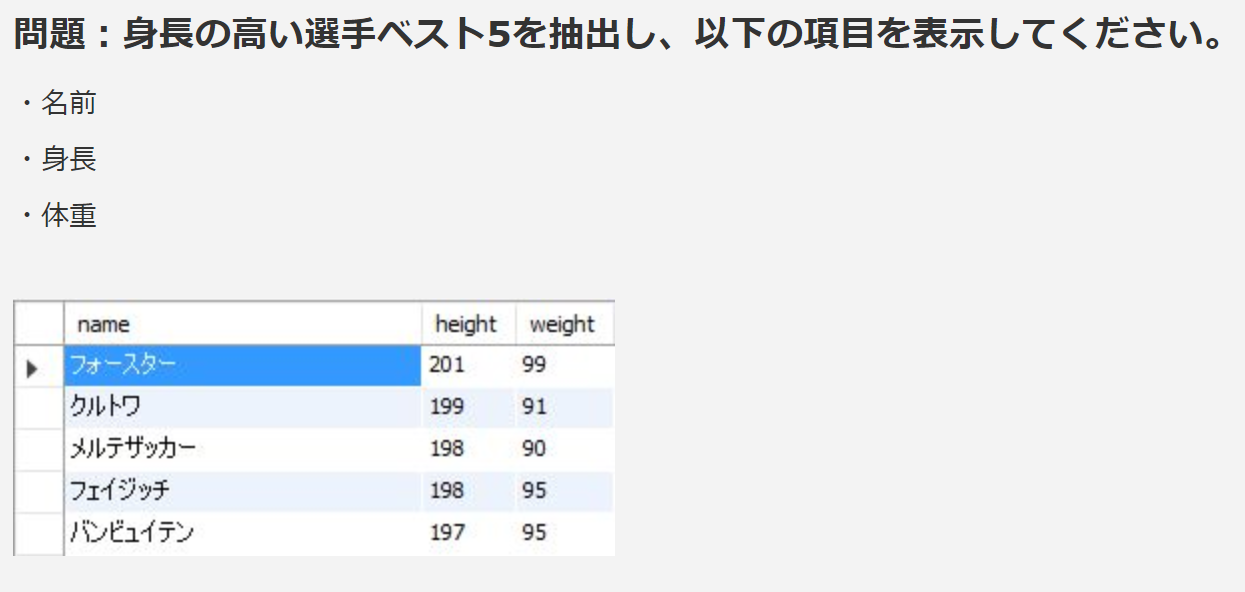 問題：身長の高い選手ベスト5を抽出し、以下の項目を表示してください。
・名前
・身長
・体重
name height weight
フォースター 201 99
クルトワ 199 91
メルテザッカー 198 90
フェイジッチ 198 95
バンビュイテン 197 95